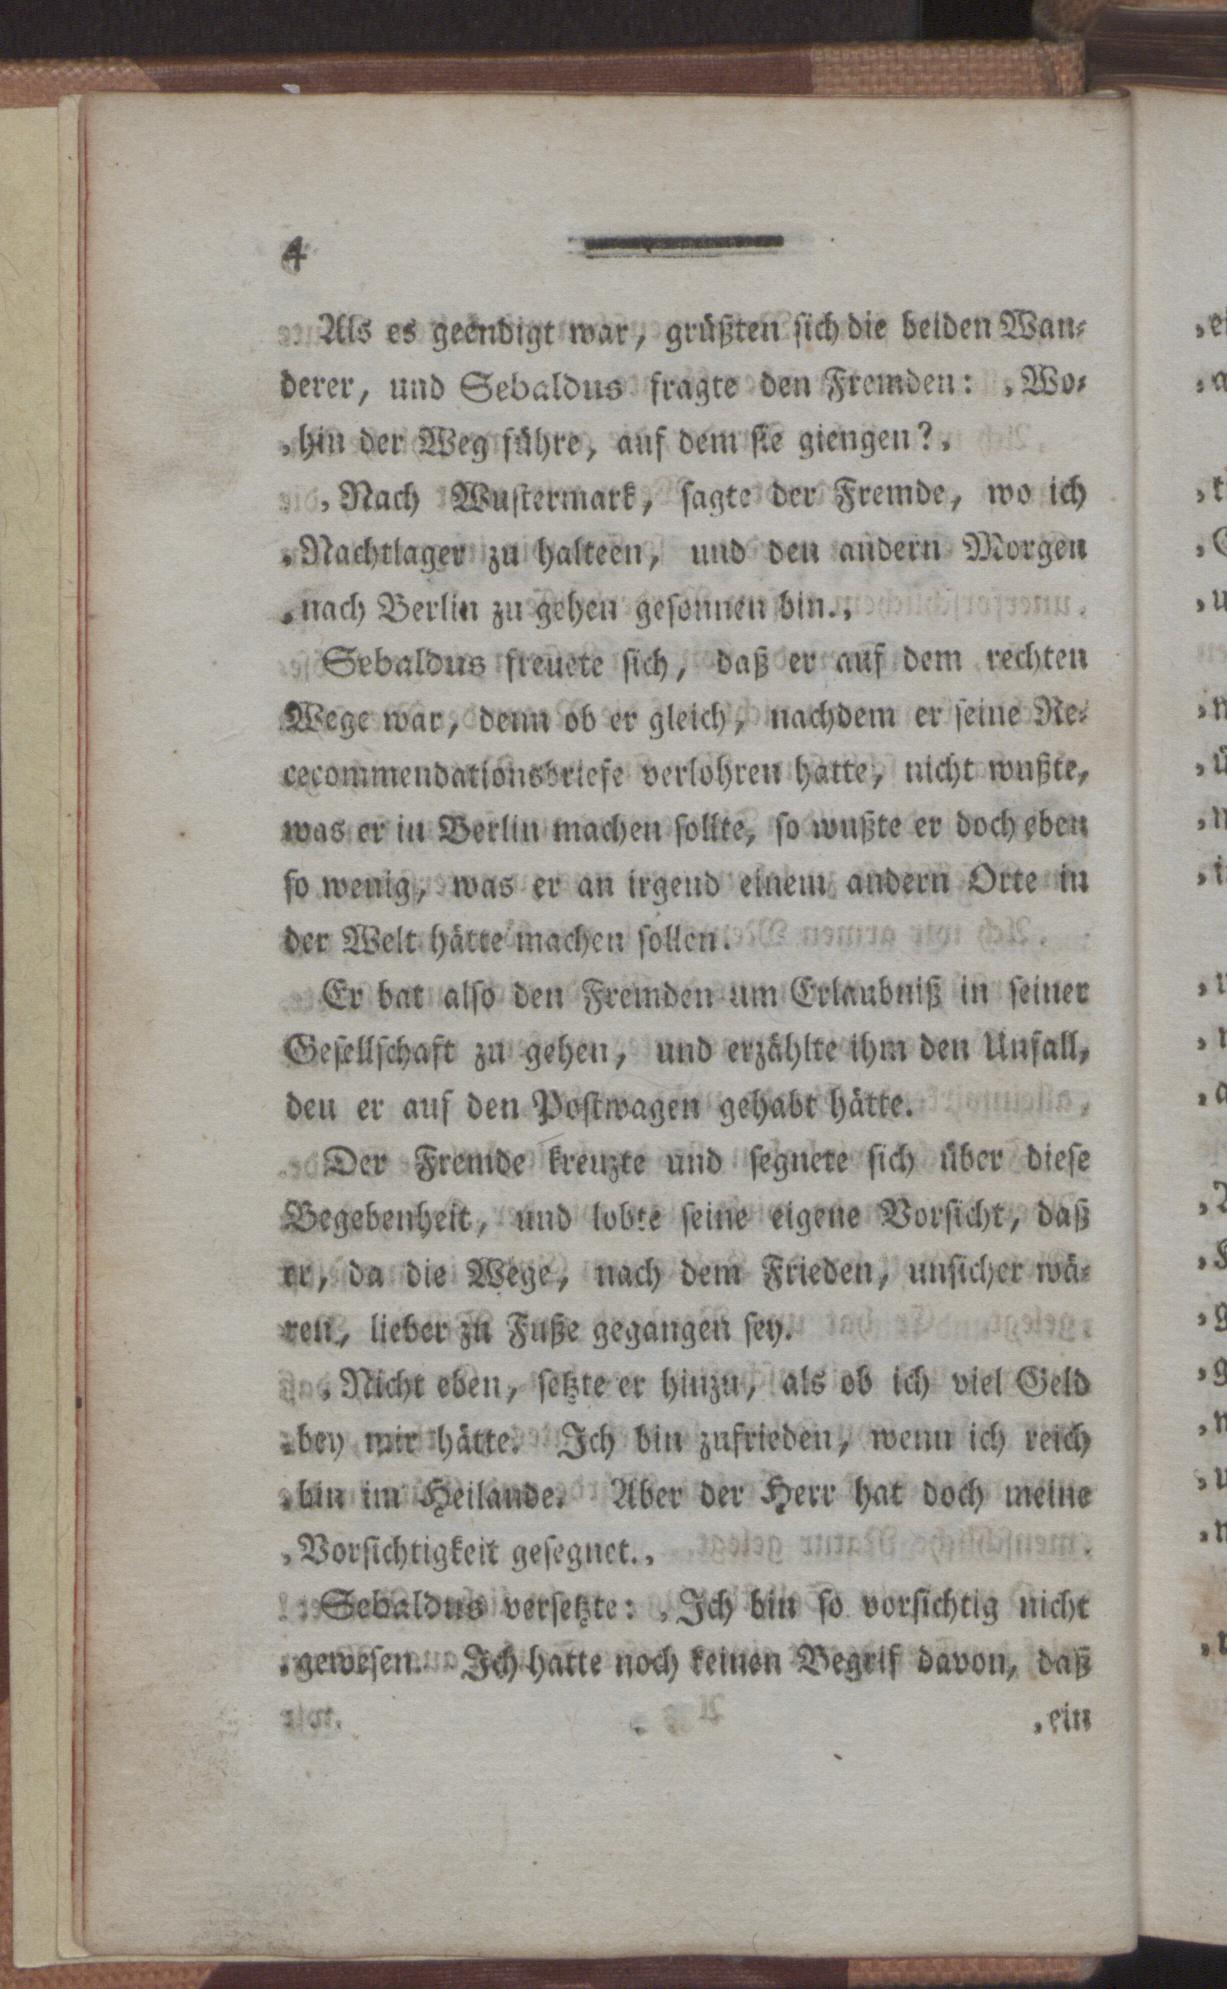 4
Als es geendigt war, grüßten sich die beiden Wan⸗
derer, und Sebaldus fragte den Fremden: „Wo⸗
„hin der Weg führe, auf dem sie giengen?„
„Nach Wustermark, sagte der Fremde, wo ich
„Nachtlager zu halteen, und den andern Morgen
„nach Berlin zu gehen gesonnen bin.„
Sebaldus freuete sich, daß er auf dem rechten
Wege war, denn ob er gleich, nachdem er seine Re⸗
cecommendationsbriefe verlohren hatte, nicht wußte,
was er in Berlin machen sollte, so wußte er doch eben
so wenig, was er an irgend einem andern Orte in
der Welt hätte machen sollen.
Er bat also den Fremden um Erlaubniß in seiner
Gesellschaft zu gehen, und erzählte ihm den Unfall,
den er auf den Postwagen gehabt hätte.
Der Fremde kreuzte und segnete sich über diese
Begebenheit, und lobte seine eigene Vorsicht, daß
er, da die Wege, nach dem Frieden, unsicher wä⸗
ren, lieber zu Fuße gegangen sey.
„Nicht eben, setzte er hinzu, als ob ich viel Geld
„bey mir hätte. Ich bin zufrieden, wenn ich reich
„bin im Heilande. Aber der Herr hat doch meine
„Vorsichtigkeit gesegnet.„
Sebaldus versetzte: „Ich bin so vorsichtig nicht
„gewesen. Ich hatte noch keinen Begrif davon, daß
„ein